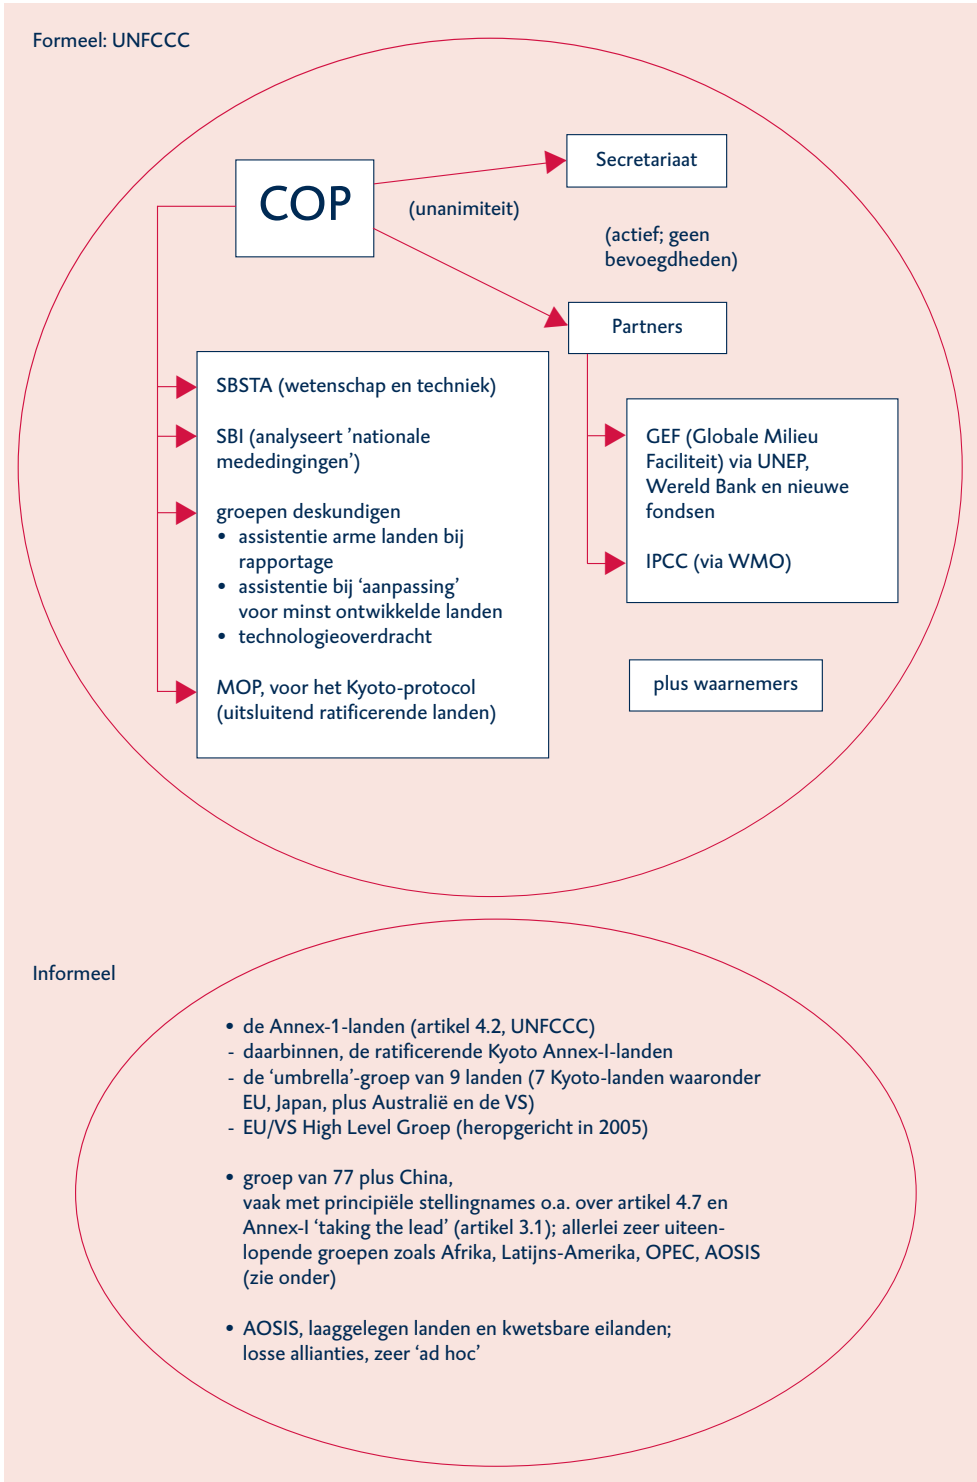 Formeel: UNFCCC
COP
(unanimiteit)
Secretariaat
(actief; geen
bevoegdheden)
Partners
SBSTA (wetenschap en techniek)
SBI (analyseert ’nationale
mededingingen’)
groepen deskundigen
• assistentie arme landen bij
rapportage
• assistentie bij ‘aanpassing’
voor minst ontwikkelde landen
• technologieoverdracht
MOP, voor het Kyoto-protocol
(uitsluitend ratificerende landen)
GEF (Globale Milieu
Faciliteit) via UNEP,
Wereld Bank en nieuwe
fondsen
IPCC (via WMO)
plus waarnemers
Informeel
• de Annex-1-landen (artikel 4.2, UNFCCC)
- daarbinnen, de ratificerende Kyoto Annex-I-landen
- de ‘umbrella’-groep van 9 landen (7 Kyoto-landen waaronder
EU, Japan, plus Australië en de VS)
- EU/VS High Level Groep (heropgericht in 2005)
• groep van 77 plus China,
vaak met principiële stellingnames o.a. over artikel 4.7 en
Annex-I ‘taking the lead’ (artikel 3.1); allerlei zeer uiteen-
lopende groepen zoals Afrika, Latijns-Amerika, OPEC, AOSIS
(zie onder)
• AOSIS, laaggelegen landen en kwetsbare eilanden;
losse allianties, zeer ‘ad hoc’